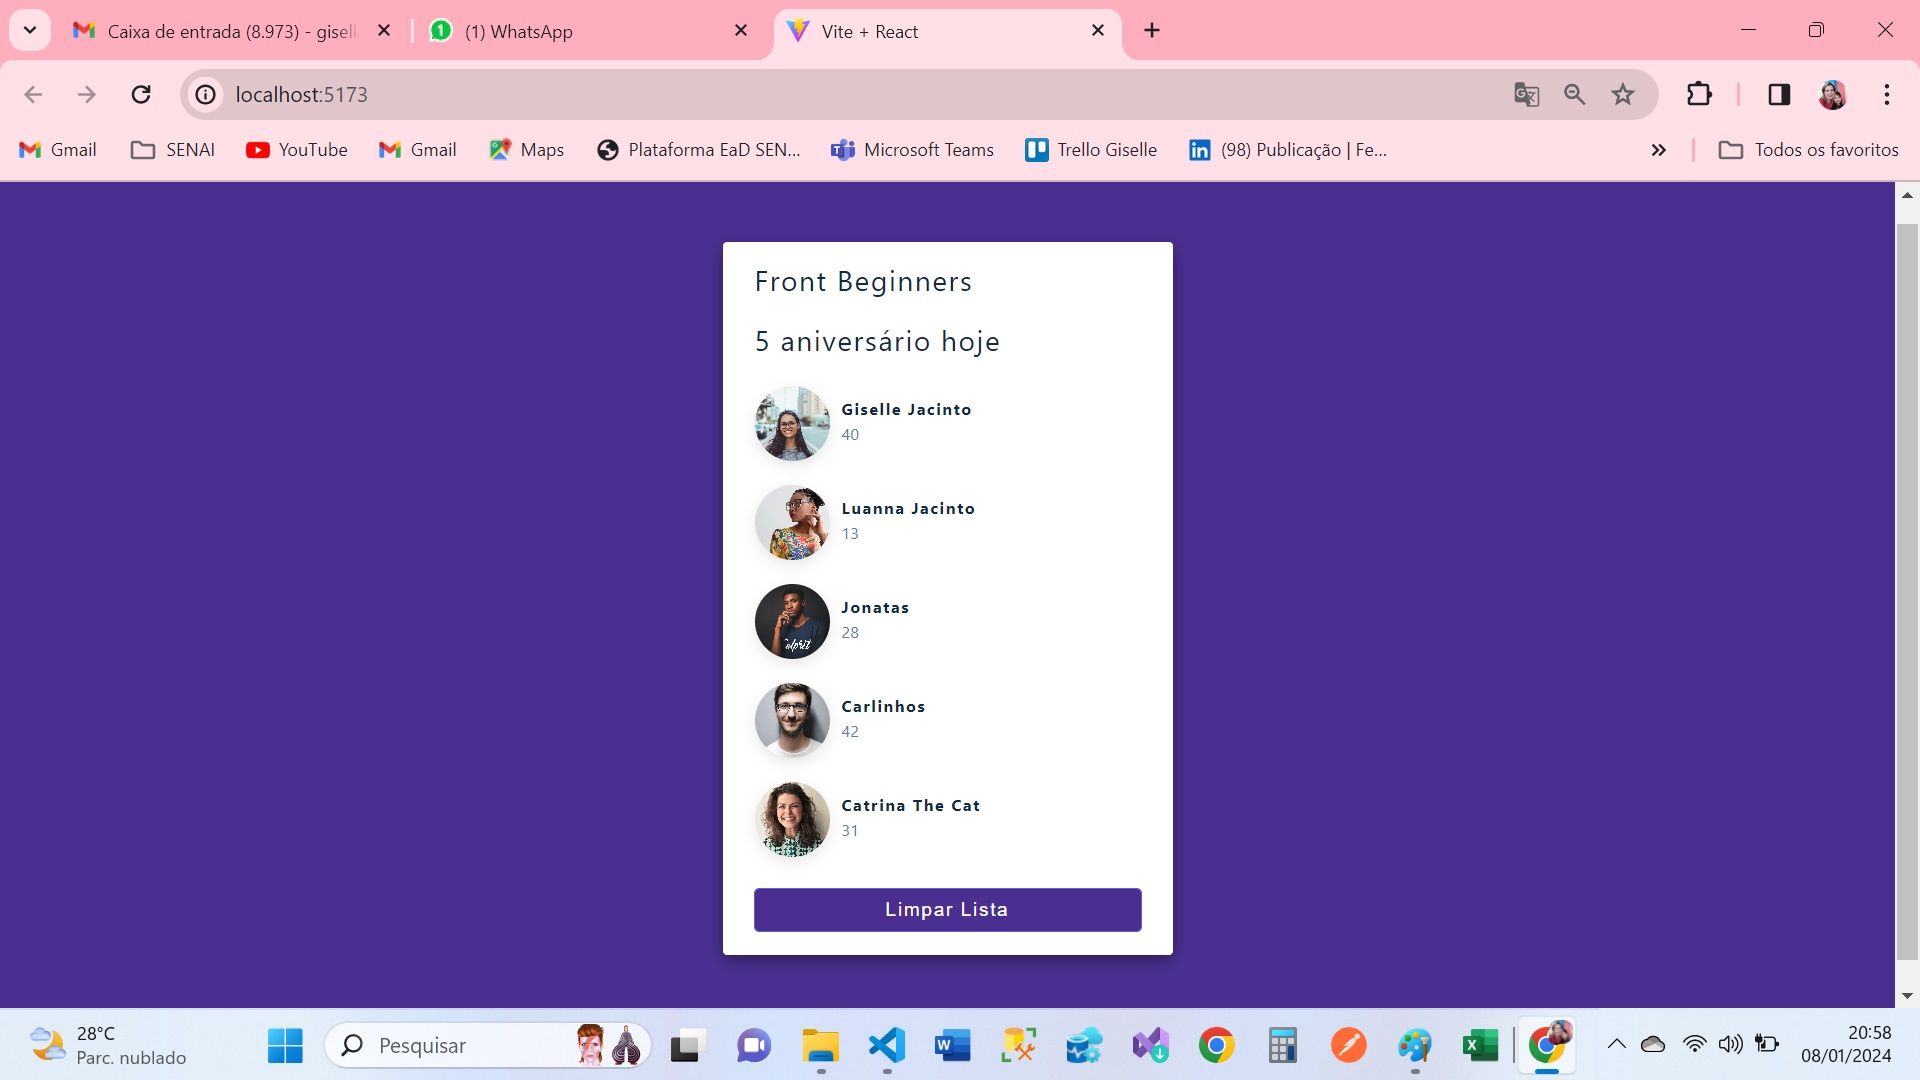 Caixa de entrada (8.973) - gisell
(1) WhatsApp
Vite + React
localhost:5173
Gmail
SENAI
YouTube
Gmail
Maps
Plataforma EaD SEN...
Microsoft Teams
Trello Giselle
(98) Publicação | Fe...
Todos os favoritos
Front Beginners
5 aniversário hoje
Giselle Jacinto
40
Luanna Jacinto
13
Jonatas
28
Carlinhos
42
Catrina The Cat
31
Limpar Lista
28°C
Parc. nublado
Pesquisar
20:58
08/01/2024